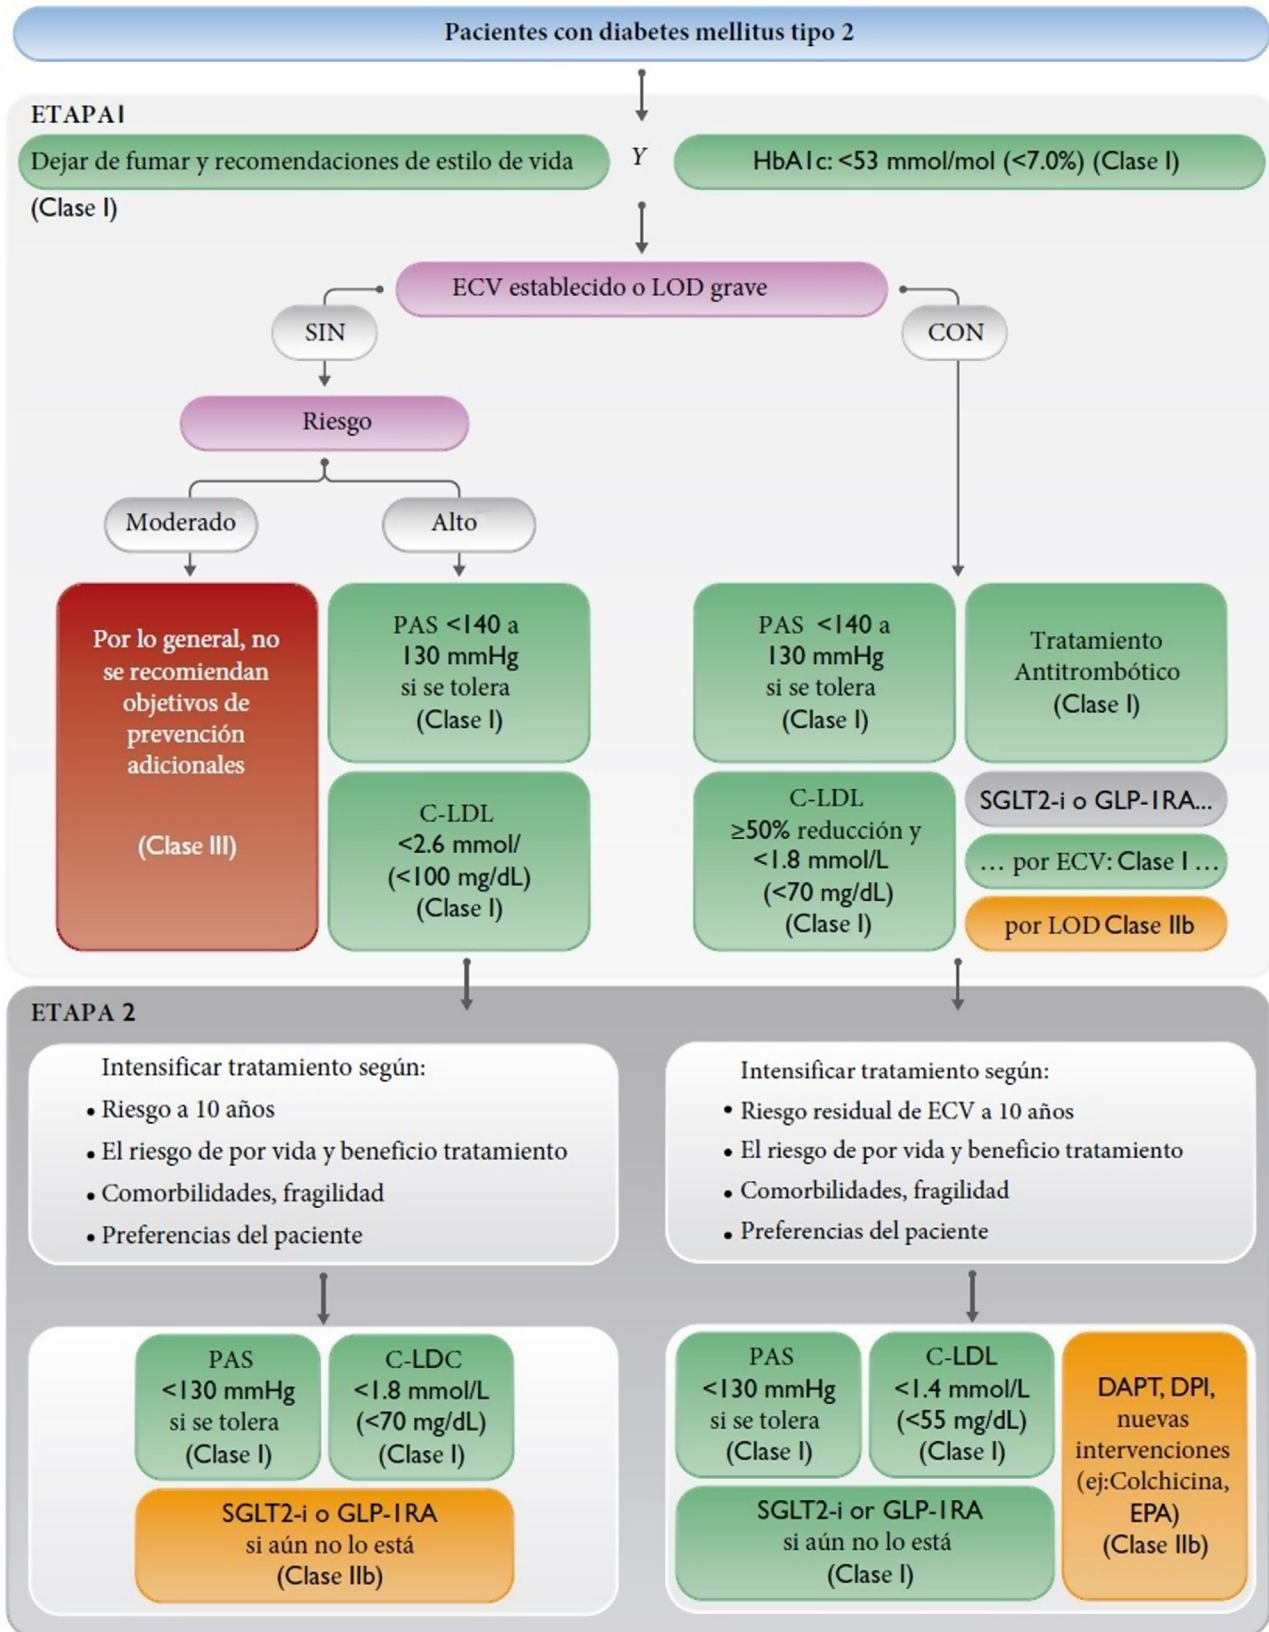 Pacientes con diabetes mellitus tipo 2
ETAPA1
Dejar de fumar y recomendaciones de estilo de vida
(Clase I)
Y
HbA1c: <53 mmol/mol (<7.0%) (Clase I)
ECV establecido o LOD grave
SIN
CON
Riesgo
Moderado
Alto
Por lo general, no
se recomiendan
objetivos de
prevención
adicionales
(Clase III)
PAS <140 a
130 mmHg
si se tolera
(Clase I)
C-LDL
<2.6 mmol/
(<100 mg/dL)
(Clase I)
PAS <140 a
130 mmHg
si se tolera
(Clase I)
C-LDL
≥50% reducción y
<1.8 mmol/L
(<70 mg/dL)
(Clase I)
Tratamiento
Antitrombótico
(Clase I)
SGLT2-i o GLP-1RA...
... por ECV: Clase I ...
por LOD Clase IIb
ETAPA 2
Intensificar tratamiento según:
• Riesgo a 10 años
• El riesgo de por vida y beneficio tratamiento
• Comorbilidades, fragilidad
• Preferencias del paciente
Intensificar tratamiento según:
• Riesgo residual de ECV a 10 años
• El riesgo de por vida y beneficio tratamiento
• Comorbilidades, fragilidad
• Preferencias del paciente
PAS
<130 mmHg
si se tolera
(Clase I)
C-LDC
<1.8 mmol/L
(<70 mg/dL)
(Clase I)
SGLT2-i o GLP-1RA
si aún no lo está
(Clase IIb)
PAS
<130 mmHg
si se tolera
(Clase I)
C-LDL
<1.4 mmol/L
(<55 mg/dL)
(Clase I)
SGLT2-i or GLP-1RA
si aún no lo está
(Clase I)
DAPT, DPI,
nuevas
intervenciones
(ej:Colchicina,
EPA)
(Clase IIb)